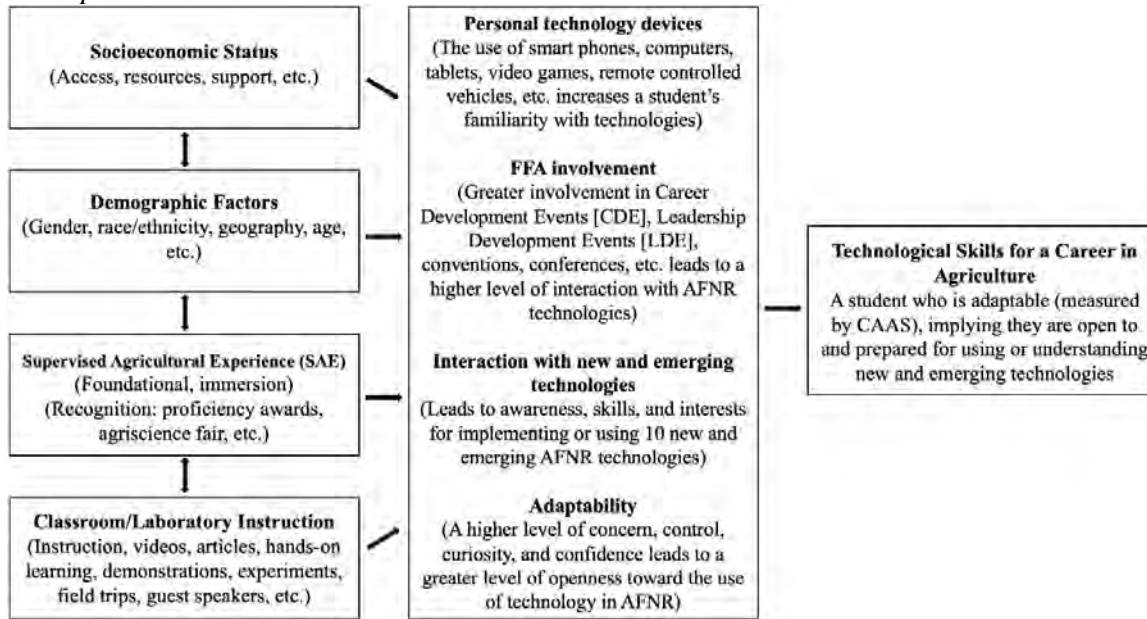 Socioeconomic Status
(Access, resources, support, etc.)
Demographic Factors
(Gender, race/ethnicity, geography, age,
etc.)
Supervised Agricultural Experience (SAE)
(Foundational, immersion)
(Recognition: proficiency awards,
agriscience fair, etc.)
Classroom/Laboratory Instruction
(Instruction, videos, articles, hands-on
learning, demonstrations, experiments,
field trips, guest speakers, etc.)
Personal technology devices
(The use of smart phones, computers,
tablets, video games, remote controlled
vehicles, etc. increases a student's
familiarity with technologies)
FFA involvement
(Greater involvement in Career
Development Events [CDE], Leadership
Development Events [LDE],
conventions, conferences, etc. leads to a
higher level of interaction with AFNR
technologies)
Interaction with new and emerging
technologies
(Leads to awareness, skills, and interests
for implementing or using 10 new and
emerging AFNR technologies)
Adaptability
(A higher level of concern, control,
curiosity, and confidence leads to a
greater level of openness toward the use
of technology in AFNR)
Technological Skills for a Career in
Agriculture
A student who is adaptable (measured
by CAAS), implying they are open to
and prepared for using or understanding
new and emerging technologies